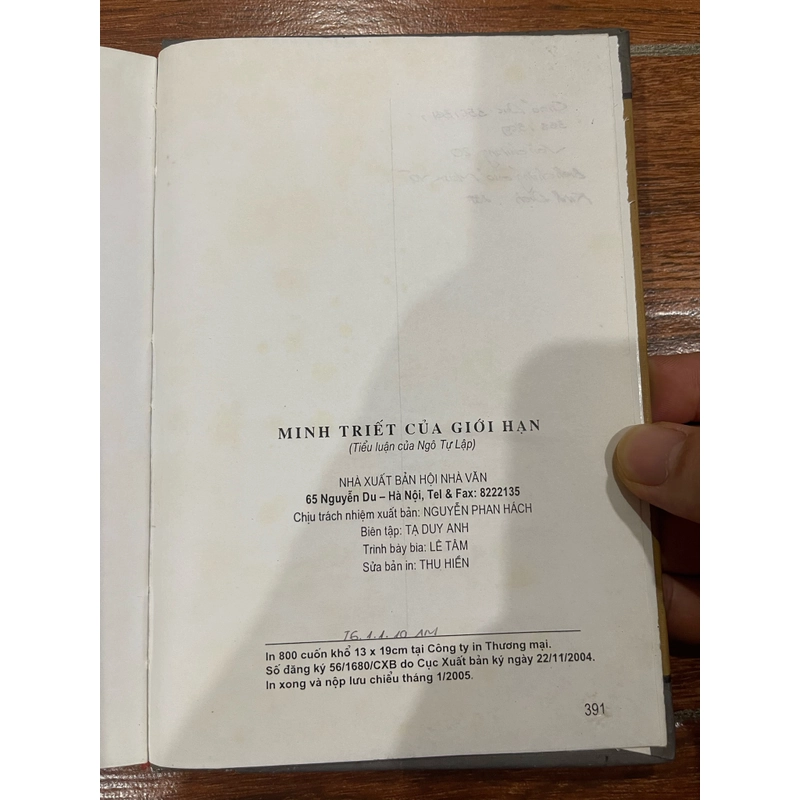 MINH TRIẾT CỦA GIỚI HẠN
(Tiểu luận của Ngô Tự Lập)
NHÀ XUẤT BẢN HỘI NHÀ VĂN
65 Nguyễn Du – Hà Nội, Tel & Fax: 8222135
Chịu trách nhiệm xuất bản: NGUYỄN PHAN HÁCH
Biên tập: TẠ DUY ANH
Trình bày bìa: LÊ TÂM
Sửa bản in: THU HIỀN
In 800 cuốn khổ 13 x 19cm tại Công ty in Thương mại.
Số đăng ký 56/1680/CXB do Cục Xuất bản ký ngày 22/11/2004.
In xong và nộp lưu chiểu tháng 1/2005.
391